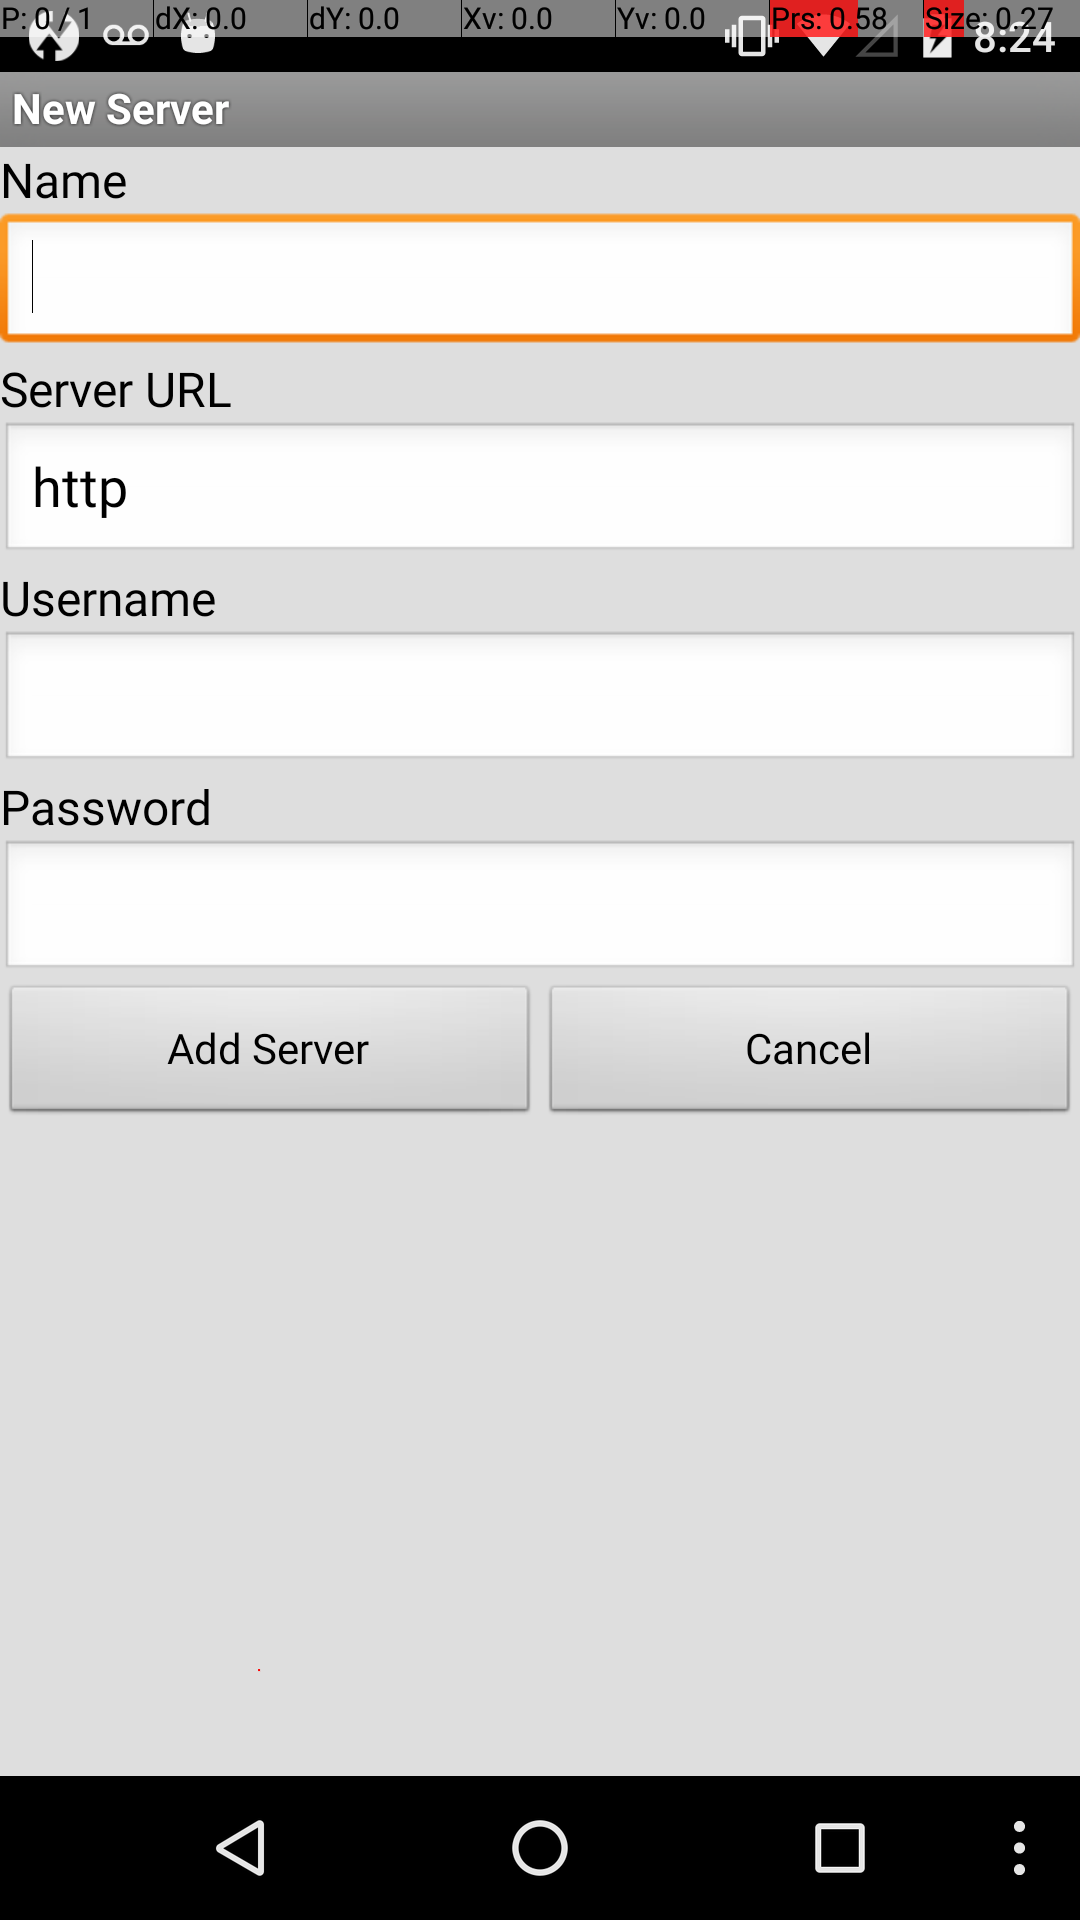 P: 0 / 1 dX: 0.0 dY: 0.0 Xv: 0.0 Yv: 0.0 Prs: 0.58 Size: 0.27
8:24
New Server
Name
Server URL
http
Username
Password
Add Server Cancel